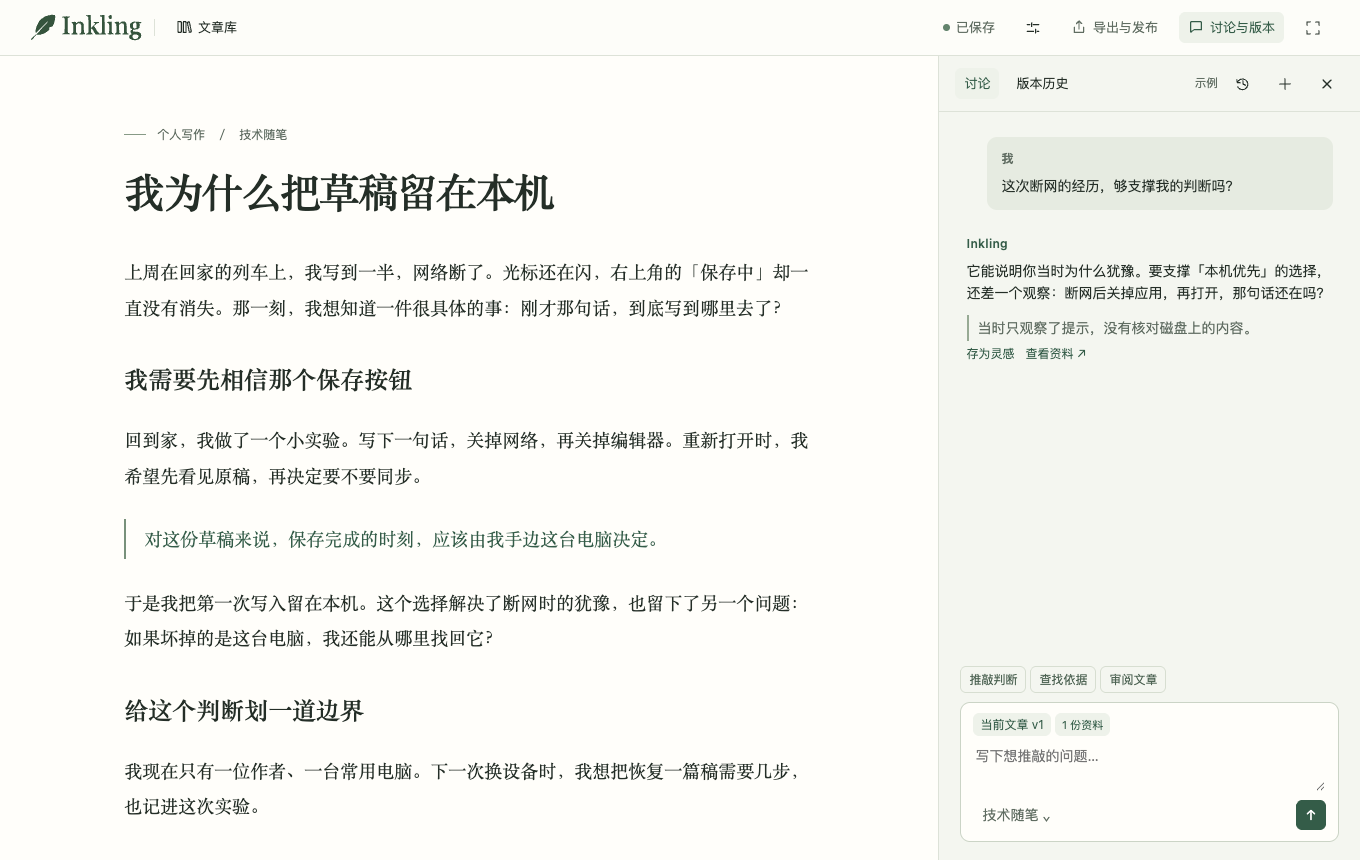 Inkling
文章库
已保存
导出与发布
讨论与版本
个人写作 / 技术随笔
我为什么把草稿留在本机
上周在回家的列车上，我写到一半，网络断了。光标还在闪，右上角的「保存中」却一
直没有消失。那一刻，我想知道一件很具体的事：刚才那句话，到底写到哪里去了？
我需要先相信那个保存按钮
回到家，我做了一个小实验。写下一句话，关掉网络，再关掉编辑器。重新打开时，我
希望先看见原稿，再决定要不要同步。
对这份草稿来说，保存完成的时刻，应该由我手边这台电脑决定。
于是我把第一次写入留在本机。这个选择解决了断网时的犹豫，也留下了另一个问题：
如果坏掉的是这台电脑，我还能从哪里找回它？
给这个判断划一道边界
我现在只有一位作者、一台常用电脑。下一次换设备时，我想把恢复一篇稿需要几步，
也记进这次实验。
讨论
版本历史
示例
我
这次断网的经历，够支撑我的判断吗？
Inkling
它能说明你当时为什么犹豫。要支撑「本机优先」的选择，
还差一个观察：断网后关掉应用，再打开，那句话还在吗？
当时只观察了提示，没有核对磁盘上的内容。
存为灵感 查看资料 ↗
推敲判断
查找依据
审阅文章
当前文章 v1
1 份资料
写下想推敲的问题...
技术随笔